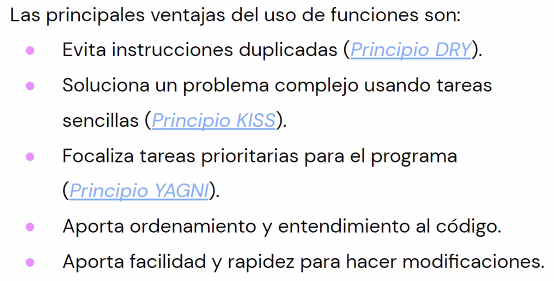 Las principales ventajas del uso de funciones son:
● Evita instrucciones duplicadas (Principio DRY).
● Soluciona un problema complejo usando tareas
sencillas (Principio KISS).
● Focaliza tareas prioritarias para el programa
(Principio YAGNI).
● Aporta ordenamiento y entendimiento al código.
● Aporta facilidad y rapidez para hacer modificaciones.